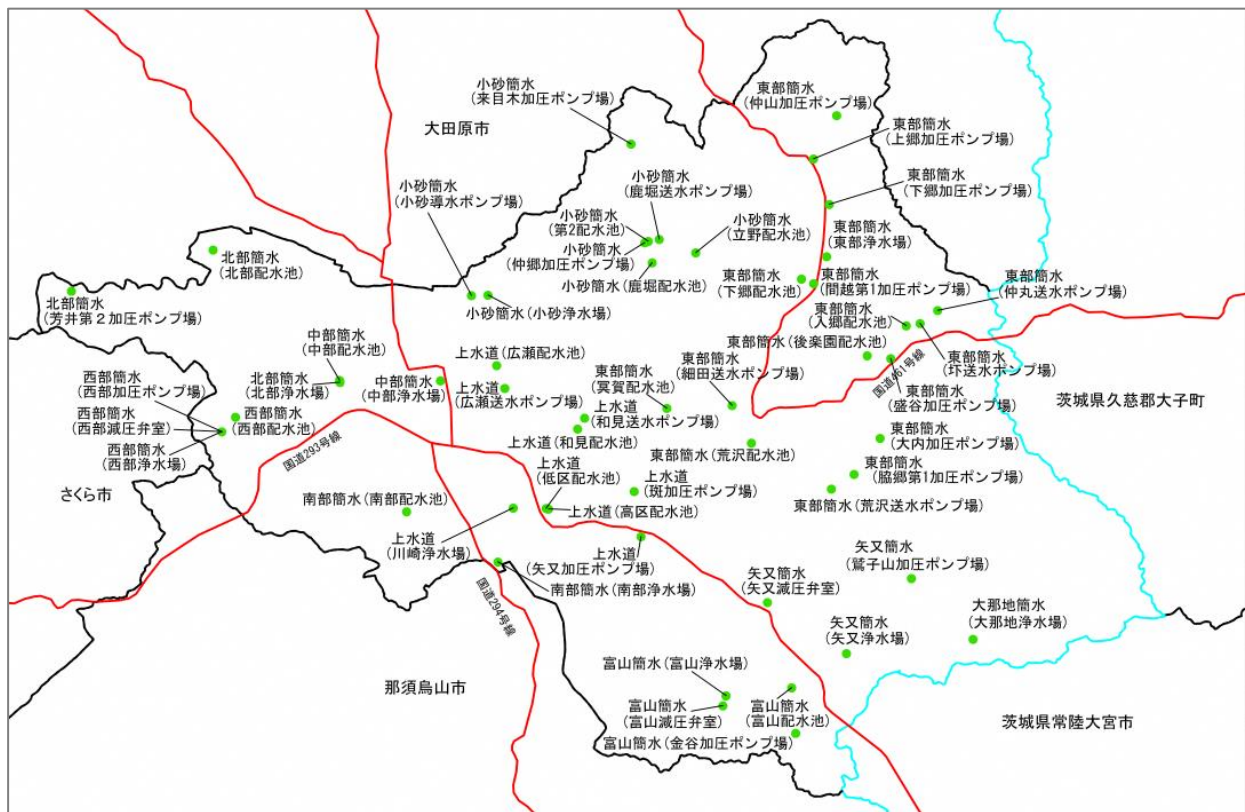 小砂簡水
(来目木加圧ポンプ場)
東部簡水
(仲山加圧ポンプ場)
大田原市
東部簡水
(上郷加圧ポンプ場)
小砂簡水
(小砂導水ポンプ場)
小砂簡水
(鹿堀送水ポンプ場)
東部簡水
(下郷加圧ポンプ場)
小砂簡水
(第2配水池)
小砂簡水
(立野配水池)
東部簡水
(東部浄水場)
小砂簡水
(仲郷加圧ポンプ場)
北部簡水
(北部配水池)
小砂簡水(鹿堀配水池)
東部簡水
(下郷配水池)
東部簡水
(間越第1加圧ポンプ場)
東部簡水
(仲丸送水ポンプ場)
北部簡水
(芳井第2加圧ポンプ場)
小砂簡水(小砂浄水場)
東部簡水
(入郷配水池)
中部簡水
(中部配水池)
上水道(広瀬配水池)
東部簡水(後楽園配水池)
東部簡水
(圷送水ポンプ場)
西部簡水
(西部加圧ポンプ場)
北部簡水
(北部浄水場)
中部簡水
(中部浄水場)
上水道
(広瀬送水ポンプ場)
東部簡水
(冥賀配水池)
東部簡水
(細田送水ポンプ場)
国道461号線
東部簡水
(盛谷加圧ポンプ場)
茨城県久慈郡大子町
西部簡水
(西部減圧弁室)
西部簡水
(西部配水池)
上水道
(和見送水ポンプ場)
上水道(和見配水池)
東部簡水
(大内加圧ポンプ場)
西部簡水
(西部浄水場)
国道293号線
東部簡水(荒沢配水池)
さくら市
上水道
(低区配水池)
上水道
(斑加圧ポンプ場)
東部簡水
(脇郷第1加圧ポンプ場)
南部簡水(南部配水池)
上水道(高区配水池)
東部簡水(荒沢送水ポンプ場)
上水道
(川崎浄水場)
上水道
(矢又加圧ポンプ場)
矢又簡水
(鷲子山加圧ポンプ場)
南部簡水(南部浄水場)
矢又簡水
(矢又減圧弁室)
国道294号線
大那地簡水
(大那地浄水場)
矢又簡水
(矢又浄水場)
富山簡水(富山浄水場)
那須烏山市
富山簡水
(富山減圧弁室)
富山簡水
(富山配水池)
茨城県常陸大宮市
富山簡水(金谷加圧ポンプ場)